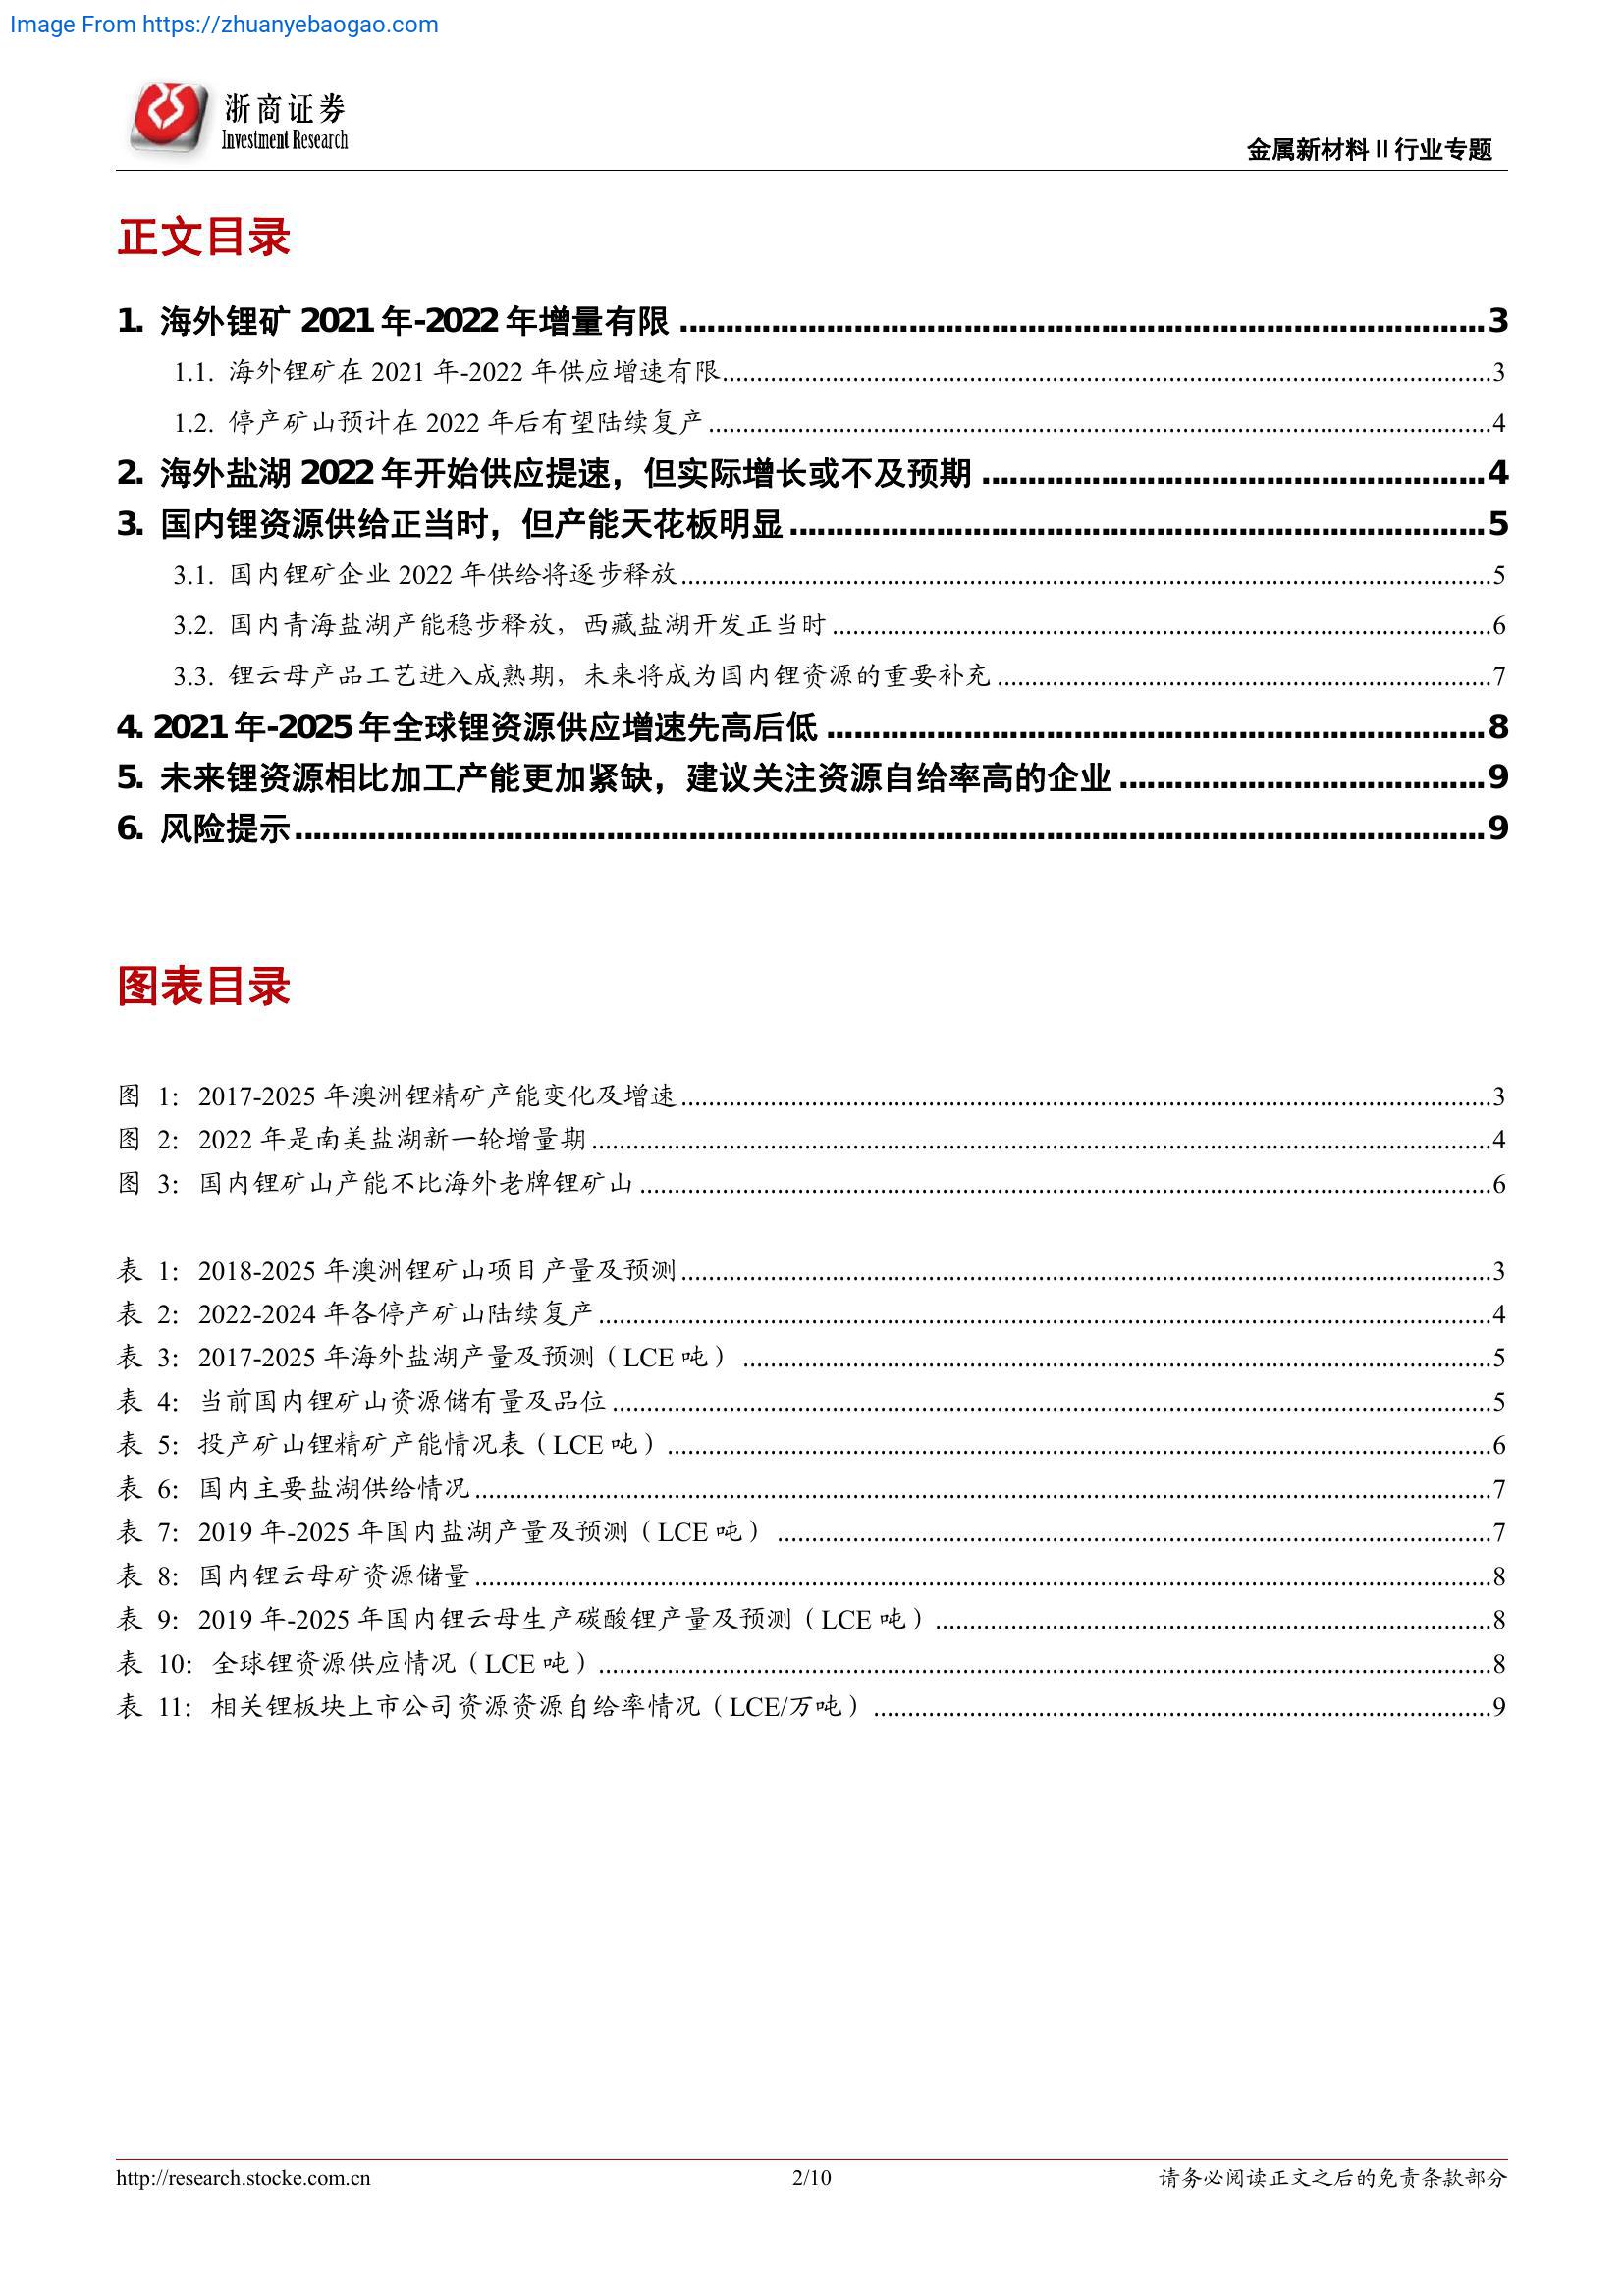 Image From https://zhuanyebaogao.com
浙商证券
Investment Research
金属新材料Ⅱ行业专题
正文目录
1. 海外锂矿 2021 年-2022 年增量有限 ........ 3
1.1. 海外锂矿在 2021 年-2022 年供应增速有限 ........ 3
1.2. 停产矿山预计在 2022 年后有望陆续复产 ........ 4
2. 海外盐湖 2022 年开始供应提速，但实际增长或不及预期 ........ 4
3. 国内锂资源供给正当时，但产能天花板明显 ........ 5
3.1. 国内锂矿企业 2022 年供给将逐步释放 ........ 5
3.2. 国内青海盐湖产能稳步释放，西藏盐湖开发正当时 ........ 6
3.3. 锂云母产品工艺进入成熟期，未来将成为国内锂资源的重要补充 ........ 7
4. 2021 年-2025 年全球锂资源供应增速先高后低 ........ 8
5. 未来锂资源相比加工产能更加紧缺，建议关注资源自给率高的企业 ........ 9
6. 风险提示 ........ 9
图表目录
图 1：2017-2025 年澳洲锂精矿产能变化及增速 ........ 3
图 2：2022 年是南美盐湖新一轮增量期 ........ 4
图 3：国内锂矿山产能不比海外老牌锂矿山 ........ 6
表 1：2018-2025 年澳洲锂矿山项目产量及预测 ........ 3
表 2：2022-2024 年各停产矿山陆续复产 ........ 4
表 3：2017-2025 年海外盐湖产量及预测（LCE 吨） ........ 5
表 4：当前国内锂矿山资源储有量及品位 ........ 5
表 5：投产矿山锂精矿产能情况表（LCE 吨） ........ 6
表 6：国内主要盐湖供给情况 ........ 7
表 7：2019 年-2025 年国内盐湖产量及预测（LCE 吨） ........ 7
表 8：国内锂云母矿资源储量 ........ 8
表 9：2019 年-2025 年国内锂云母生产碳酸锂产量及预测（LCE 吨） ........ 8
表 10：全球锂资源供应情况（LCE 吨） ........ 8
表 11：相关锂板块上市公司资源资源自给率情况（LCE/万吨） ........ 9
http://research.stocke.com.cn
2/10
请务必阅读正文之后的免责条款部分